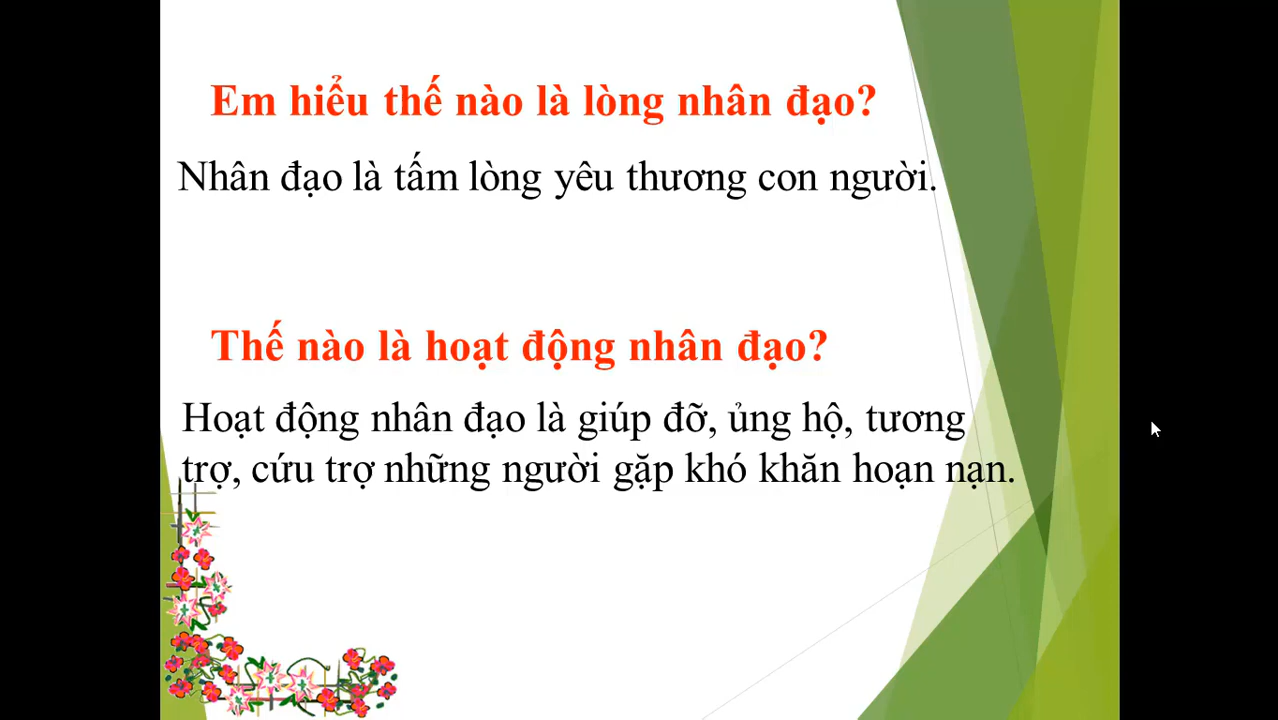 Em hiểu thế nào là lòng nhân đạo?
Nhân đạo là tấm lòng yêu thương con người.
Thế nào là hoạt động nhân đạo?
Hoạt động nhân đạo là giúp đỡ, ủng hộ, tương
trợ, cứu trợ những người gặp khó khăn hoạn nạn.